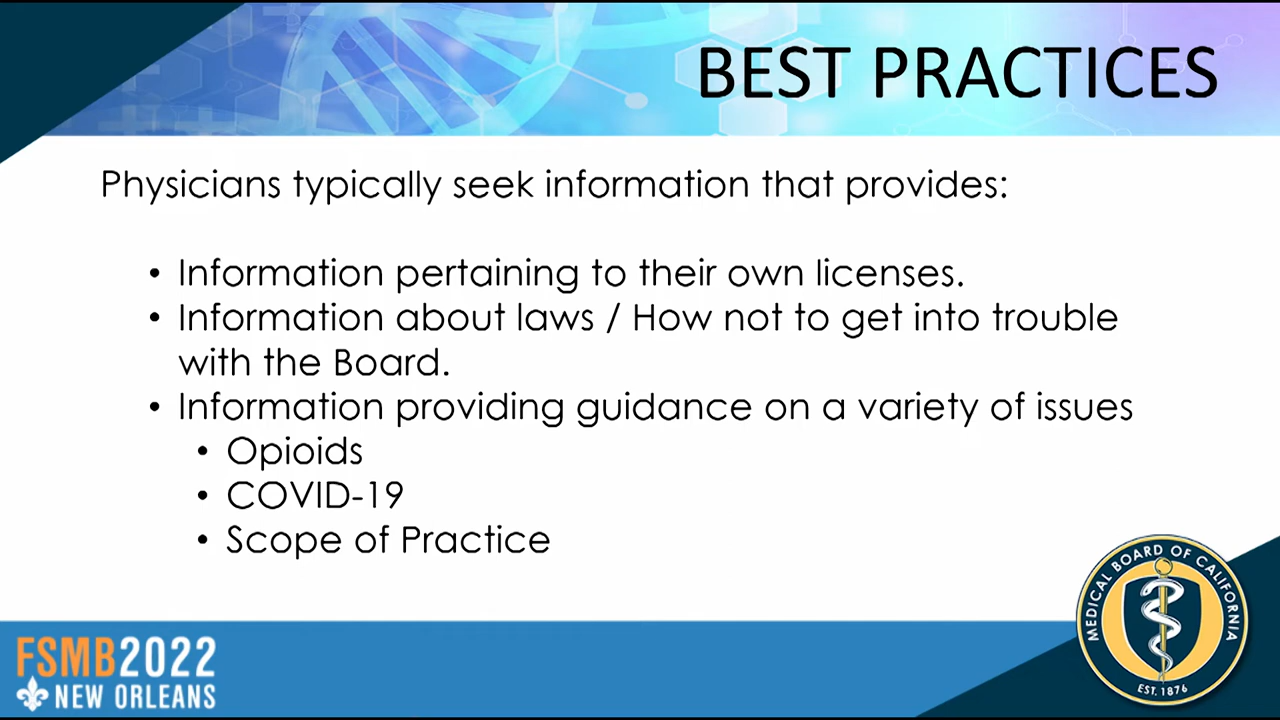 BEST PRACTICES
Physicians typically seek information that provides:
• Information pertaining to their own licenses.
• Information about laws / How not to get into trouble
with the Board.
• Information providing guidance on a variety of issues
• Opioids
• COVID-19
• Scope of Practice
FSMB2022
NEW ORLEANS
MEDICAL BOARD OF CALIFORNIA
EST. 1876